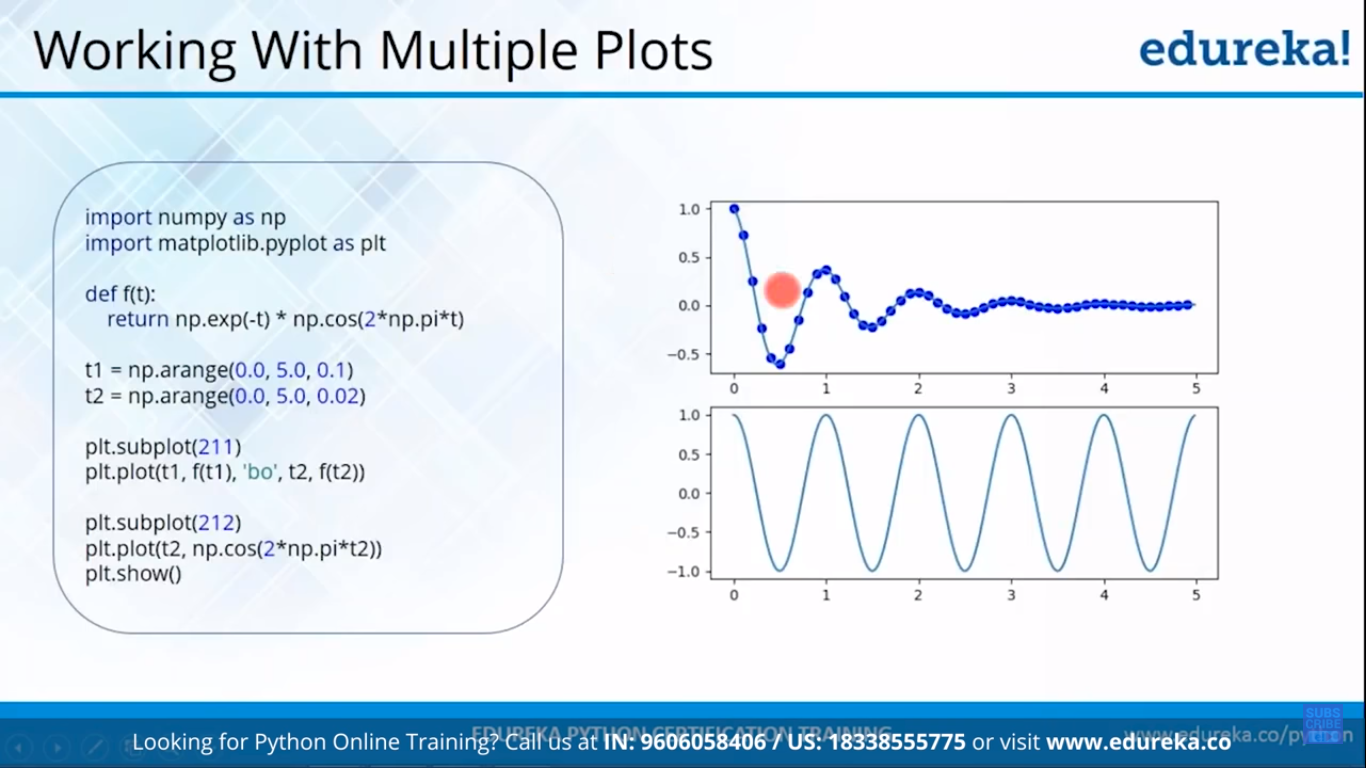 Working With Multiple Plots
edureka!
import numpy as np
import matplotlib.pyplot as plt
def f(t):
return np.exp(-t) * np.cos(2*np.pi*t)
t1 = np.arange(0.0, 5.0, 0.1)
t2 = np.arange(0.0, 5.0, 0.02)
plt.subplot(211)
plt.plot(t1, f(t1), 'bo', t2, f(t2))
plt.subplot(212)
plt.plot(t2, np.cos(2*np.pi*t2))
plt.show()
1.0
0.5
0.0
−0.5
0 1 2 3 4 5
1.0
0.5
0.0
−0.5
−1.0
0 1 2 3 4 5
EDUREKA PYTHON CERTIFICATION TRAINING
www.edureka.co/python
SUBS
CRIBE
Looking for Python Online Training? Call us at IN: 9606058406 / US: 18338555775 or visit www.edureka.co